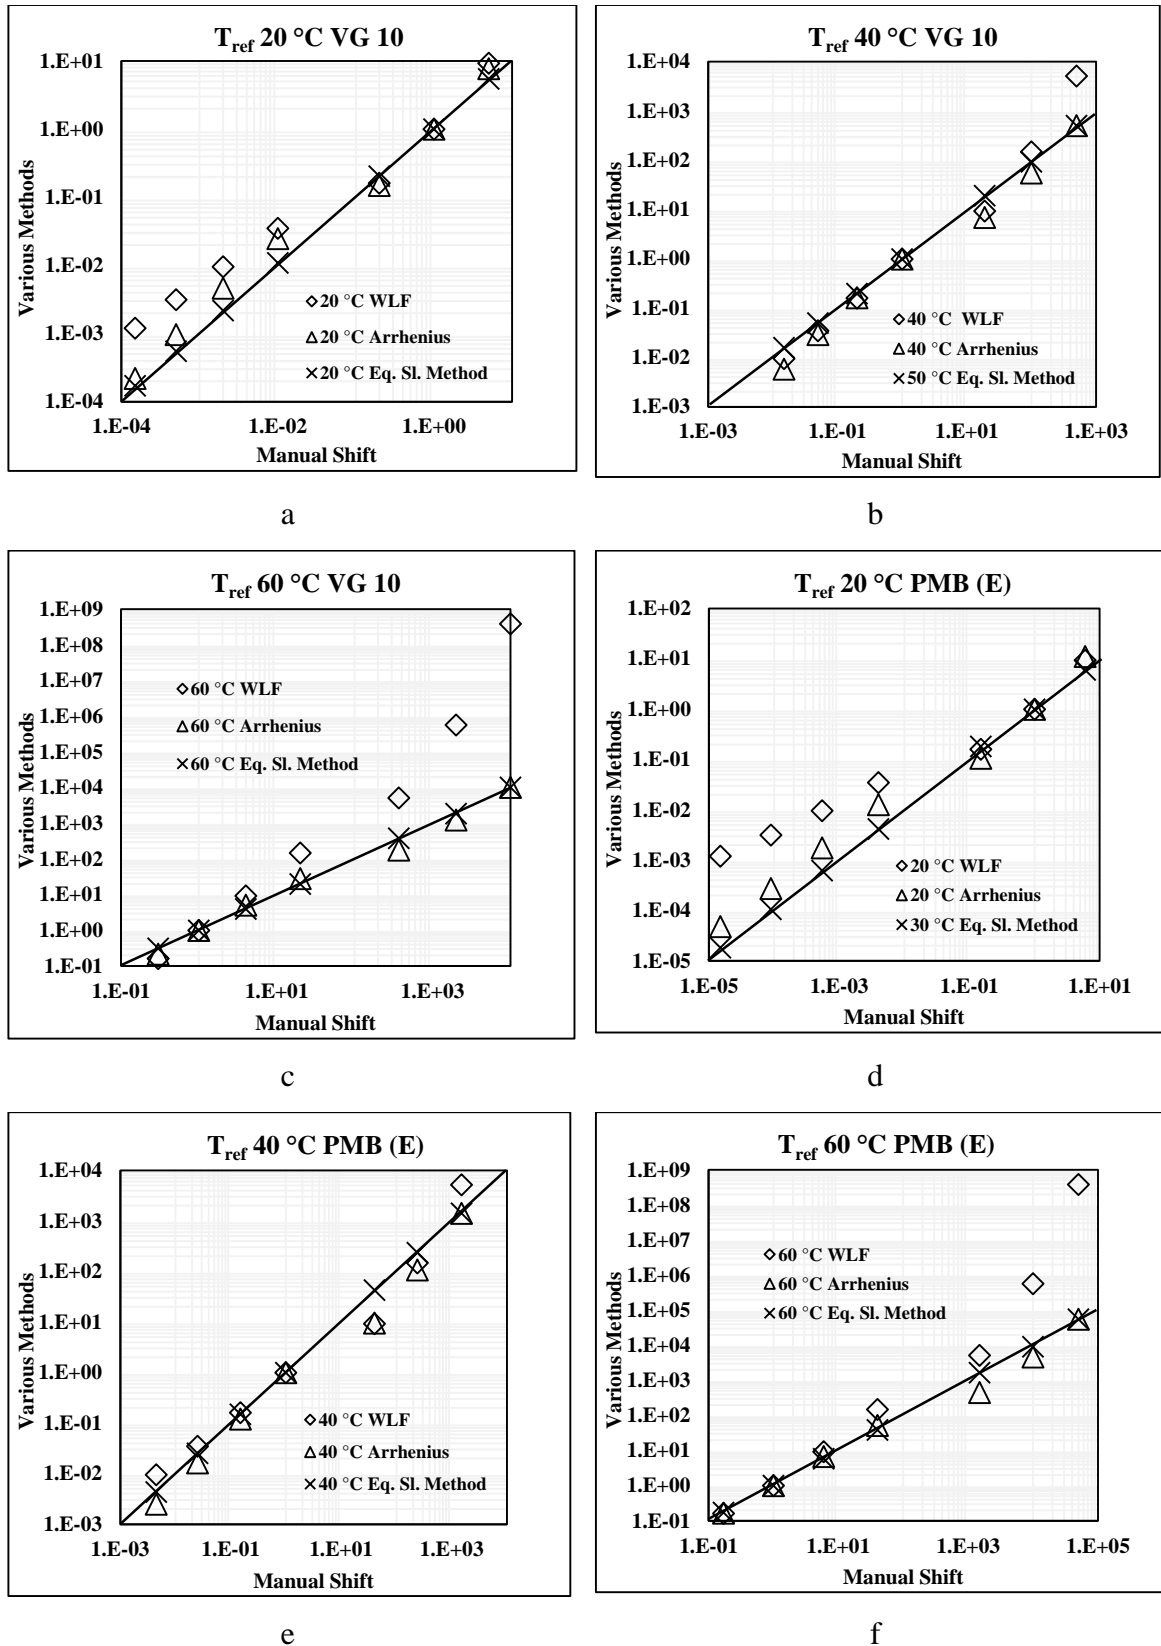 T_ref 20 °C VG 10
1.E+01
1.E+00
1.E-01
1.E-02
1.E-03
1.E-04
Various Methods
20 °C WLF
20 °C Arrhenius
20 °C Eq. Sl. Method
1.E-04 1.E-02 1.E+00
Manual Shift
a
T_ref 40 °C VG 10
1.E+04
1.E+03
1.E+02
1.E+01
1.E+00
1.E-01
1.E-02
1.E-03
Various Methods
40 °C WLF
40 °C Arrhenius
50 °C Eq. Sl. Method
1.E-03 1.E-01 1.E+01 1.E+03
Manual Shift
b
T_ref 60 °C VG 10
1.E+09
1.E+08
1.E+07
1.E+06
1.E+05
1.E+04
1.E+03
1.E+02
1.E+01
1.E+00
1.E-01
Various Methods
60 °C WLF
60 °C Arrhenius
60 °C Eq. Sl. Method
1.E-01 1.E+01 1.E+03
Manual Shift
c
T_ref 20 °C PMB (E)
1.E+02
1.E+01
1.E+00
1.E-01
1.E-02
1.E-03
1.E-04
1.E-05
Various Methods
20 °C WLF
20 °C Arrhenius
30 °C Eq. Sl. Method
1.E-05 1.E-03 1.E-01 1.E+01
Manual Shift
d
T_ref 40 °C PMB (E)
1.E+04
1.E+03
1.E+02
1.E+01
1.E+00
1.E-01
1.E-02
1.E-03
Various Methods
40 °C WLF
40 °C Arrhenius
40 °C Eq. Sl. Method
1.E-03 1.E-01 1.E+01 1.E+03
Manual Shift
e
T_ref 60 °C PMB (E)
1.E+09
1.E+08
1.E+07
1.E+06
1.E+05
1.E+04
1.E+03
1.E+02
1.E+01
1.E+00
1.E-01
Various Methods
60 °C WLF
60 °C Arrhenius
60 °C Eq. Sl. Method
1.E-01 1.E+01 1.E+03 1.E+05
Manual Shift
f